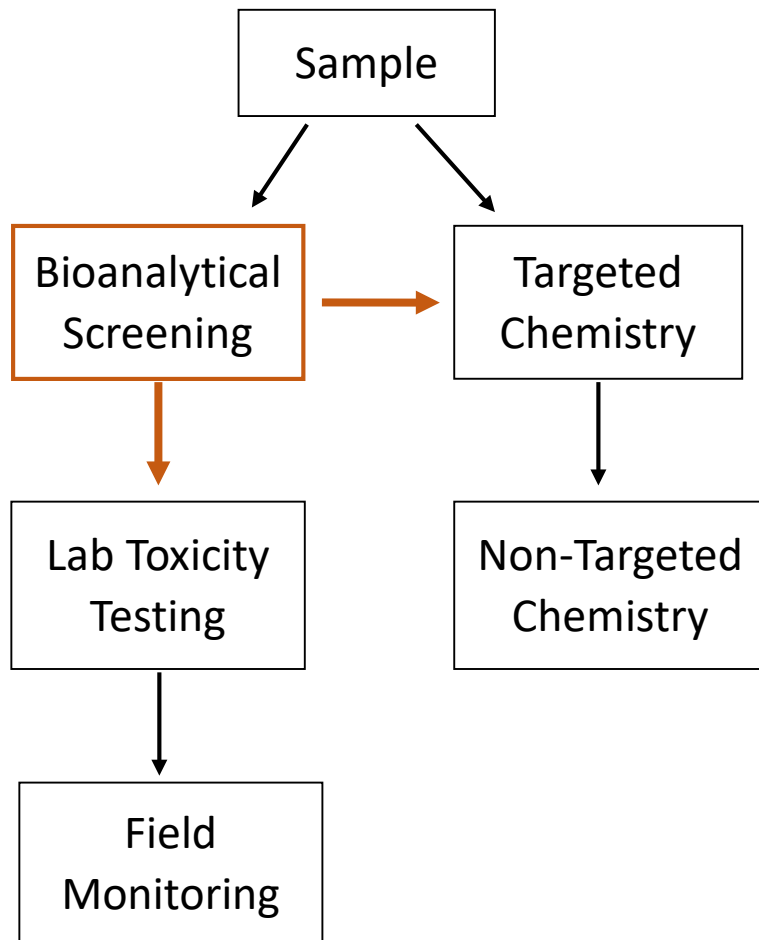 Sample
Bioanalytical
Screening
Targeted
Chemistry
Lab Toxicity
Testing
Non-Targeted
Chemistry
Field
Monitoring